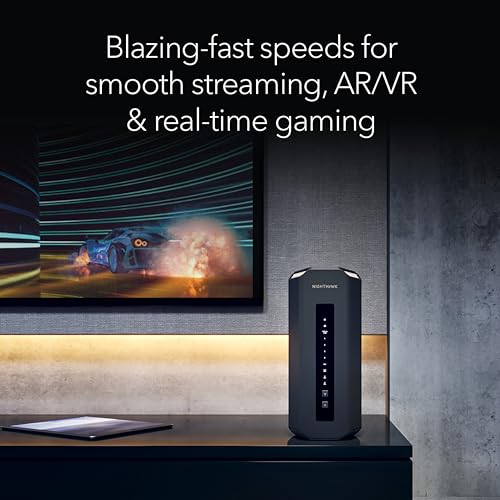 Blazing-fast speeds for
smooth streaming, AR/VR
& real-time gaming
NIGHTHAWK